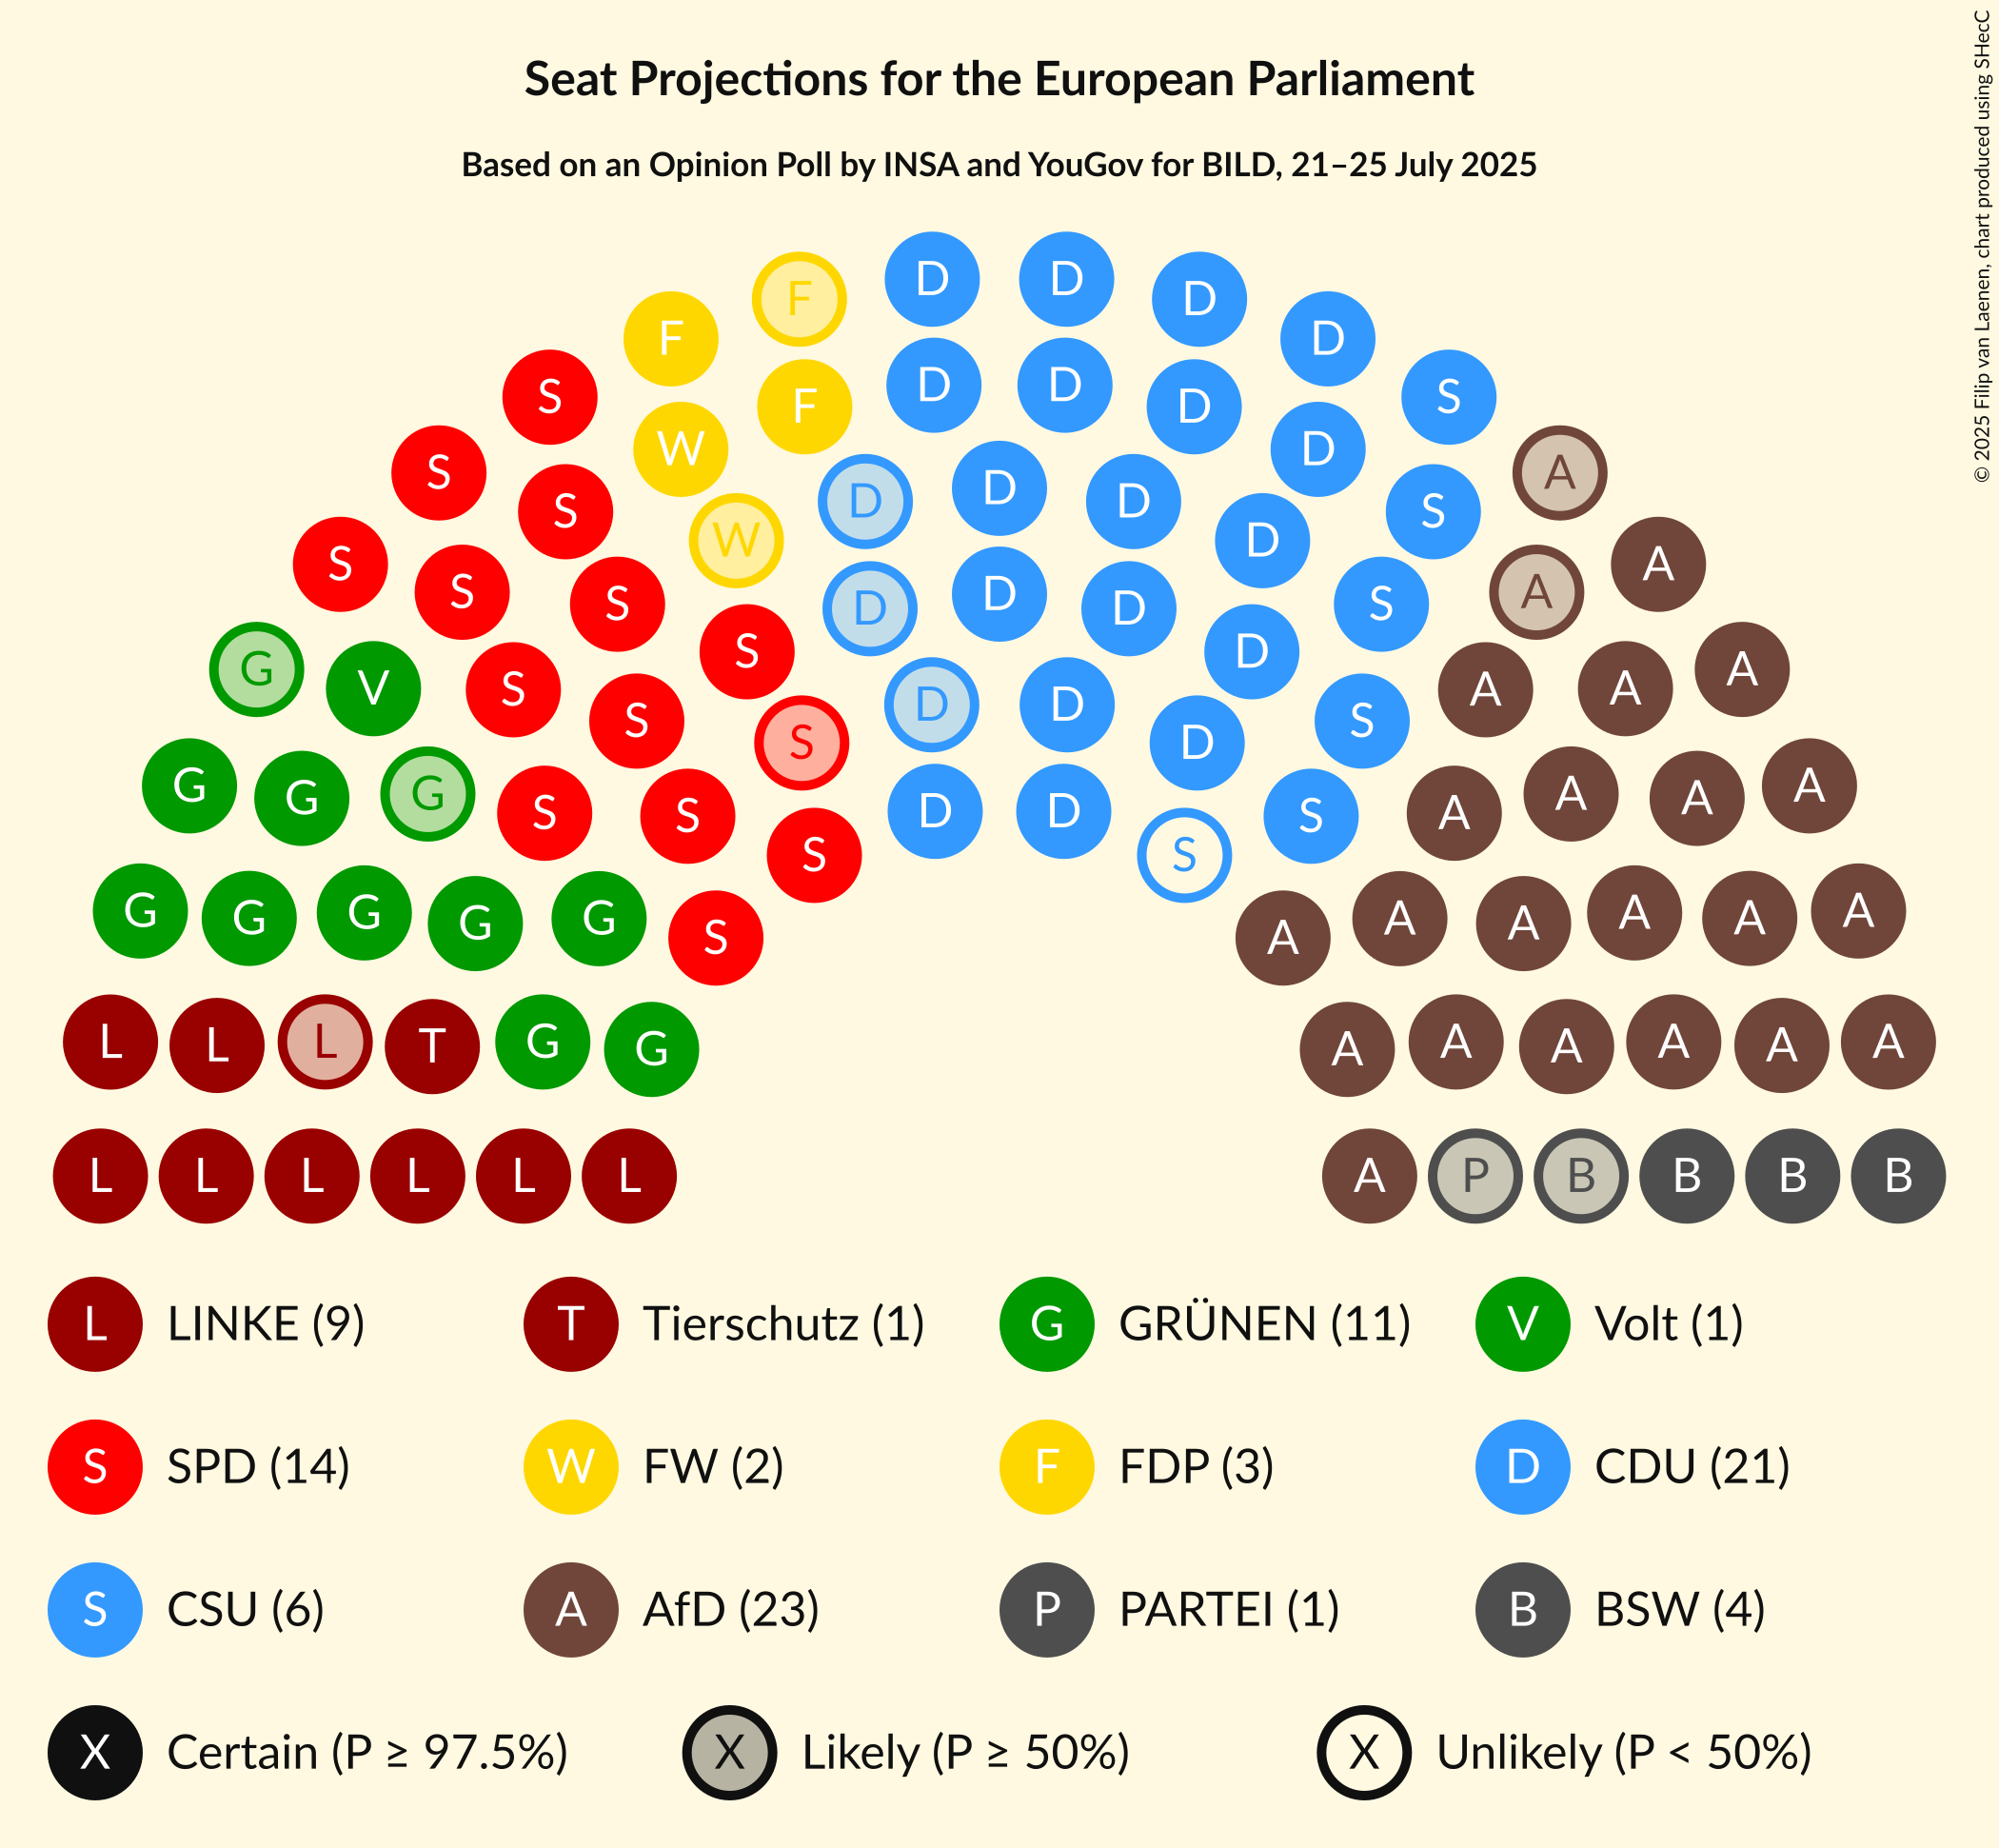 Seat Projections for the European Parliament
Based on an Opinion Poll by INSA and YouGov for BILD, 21–25 July 2025
© 2025 Filip van Laenen, chart produced using SHecC
D D
F D
F D
D D
F D
S S
W D
S S
D
D D
W D
S S
A
S A
S A
D
S S
D D
S D
G A
V A
S A
D D
S S
S D
G A
G A
G A
S A
S S
D D
S S
G A
G A
G A
G A
G A
S A
L L L T G G A A A A A A
L L L L L L A P B B B B
L LINKE (9) T Tierschutz (1) G GRÜNEN (11) V Volt (1)
S SPD (14) W FW (2) F FDP (3) D CDU (21)
S CSU (6) A AfD (23) P PARTEI (1) B BSW (4)
X Certain (P ≥ 97.5%) X Likely (P ≥ 50%) X Unlikely (P < 50%)